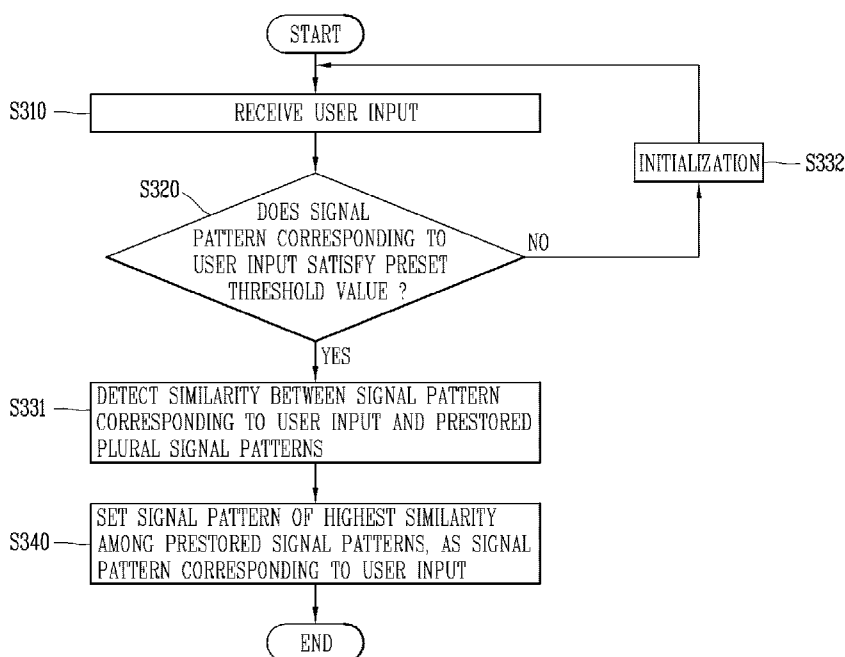 START
S310
RECEIVE USER INPUT
INITIALIZATION
S332
S320
DOES SIGNAL
PATTERN CORRESPONDING TO
USER INPUT SATISFY PRESET
THRESHOLD VALUE ?
NO
YES
S331
DETECT SIMILARITY BETWEEN SIGNAL PATTERN
CORRESPONDING TO USER INPUT AND PRESTORED
PLURAL SIGNAL PATTERNS
S340
SET SIGNAL PATTERN OF HIGHEST SIMILARITY
AMONG PRESTORED SIGNAL PATTERNS, AS SIGNAL
PATTERN CORRESPONDING TO USER INPUT
END